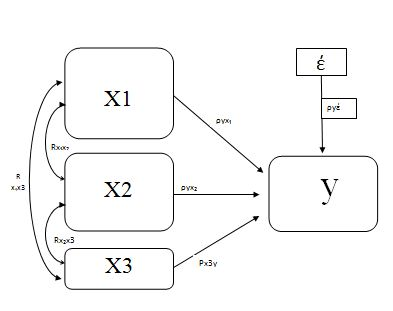 έ
X1
ρyέ
ρyx₁
Rx₁x₂
R
x₁x3
X2
ρyx₂
y
Rx₂x3
X3
Px3y